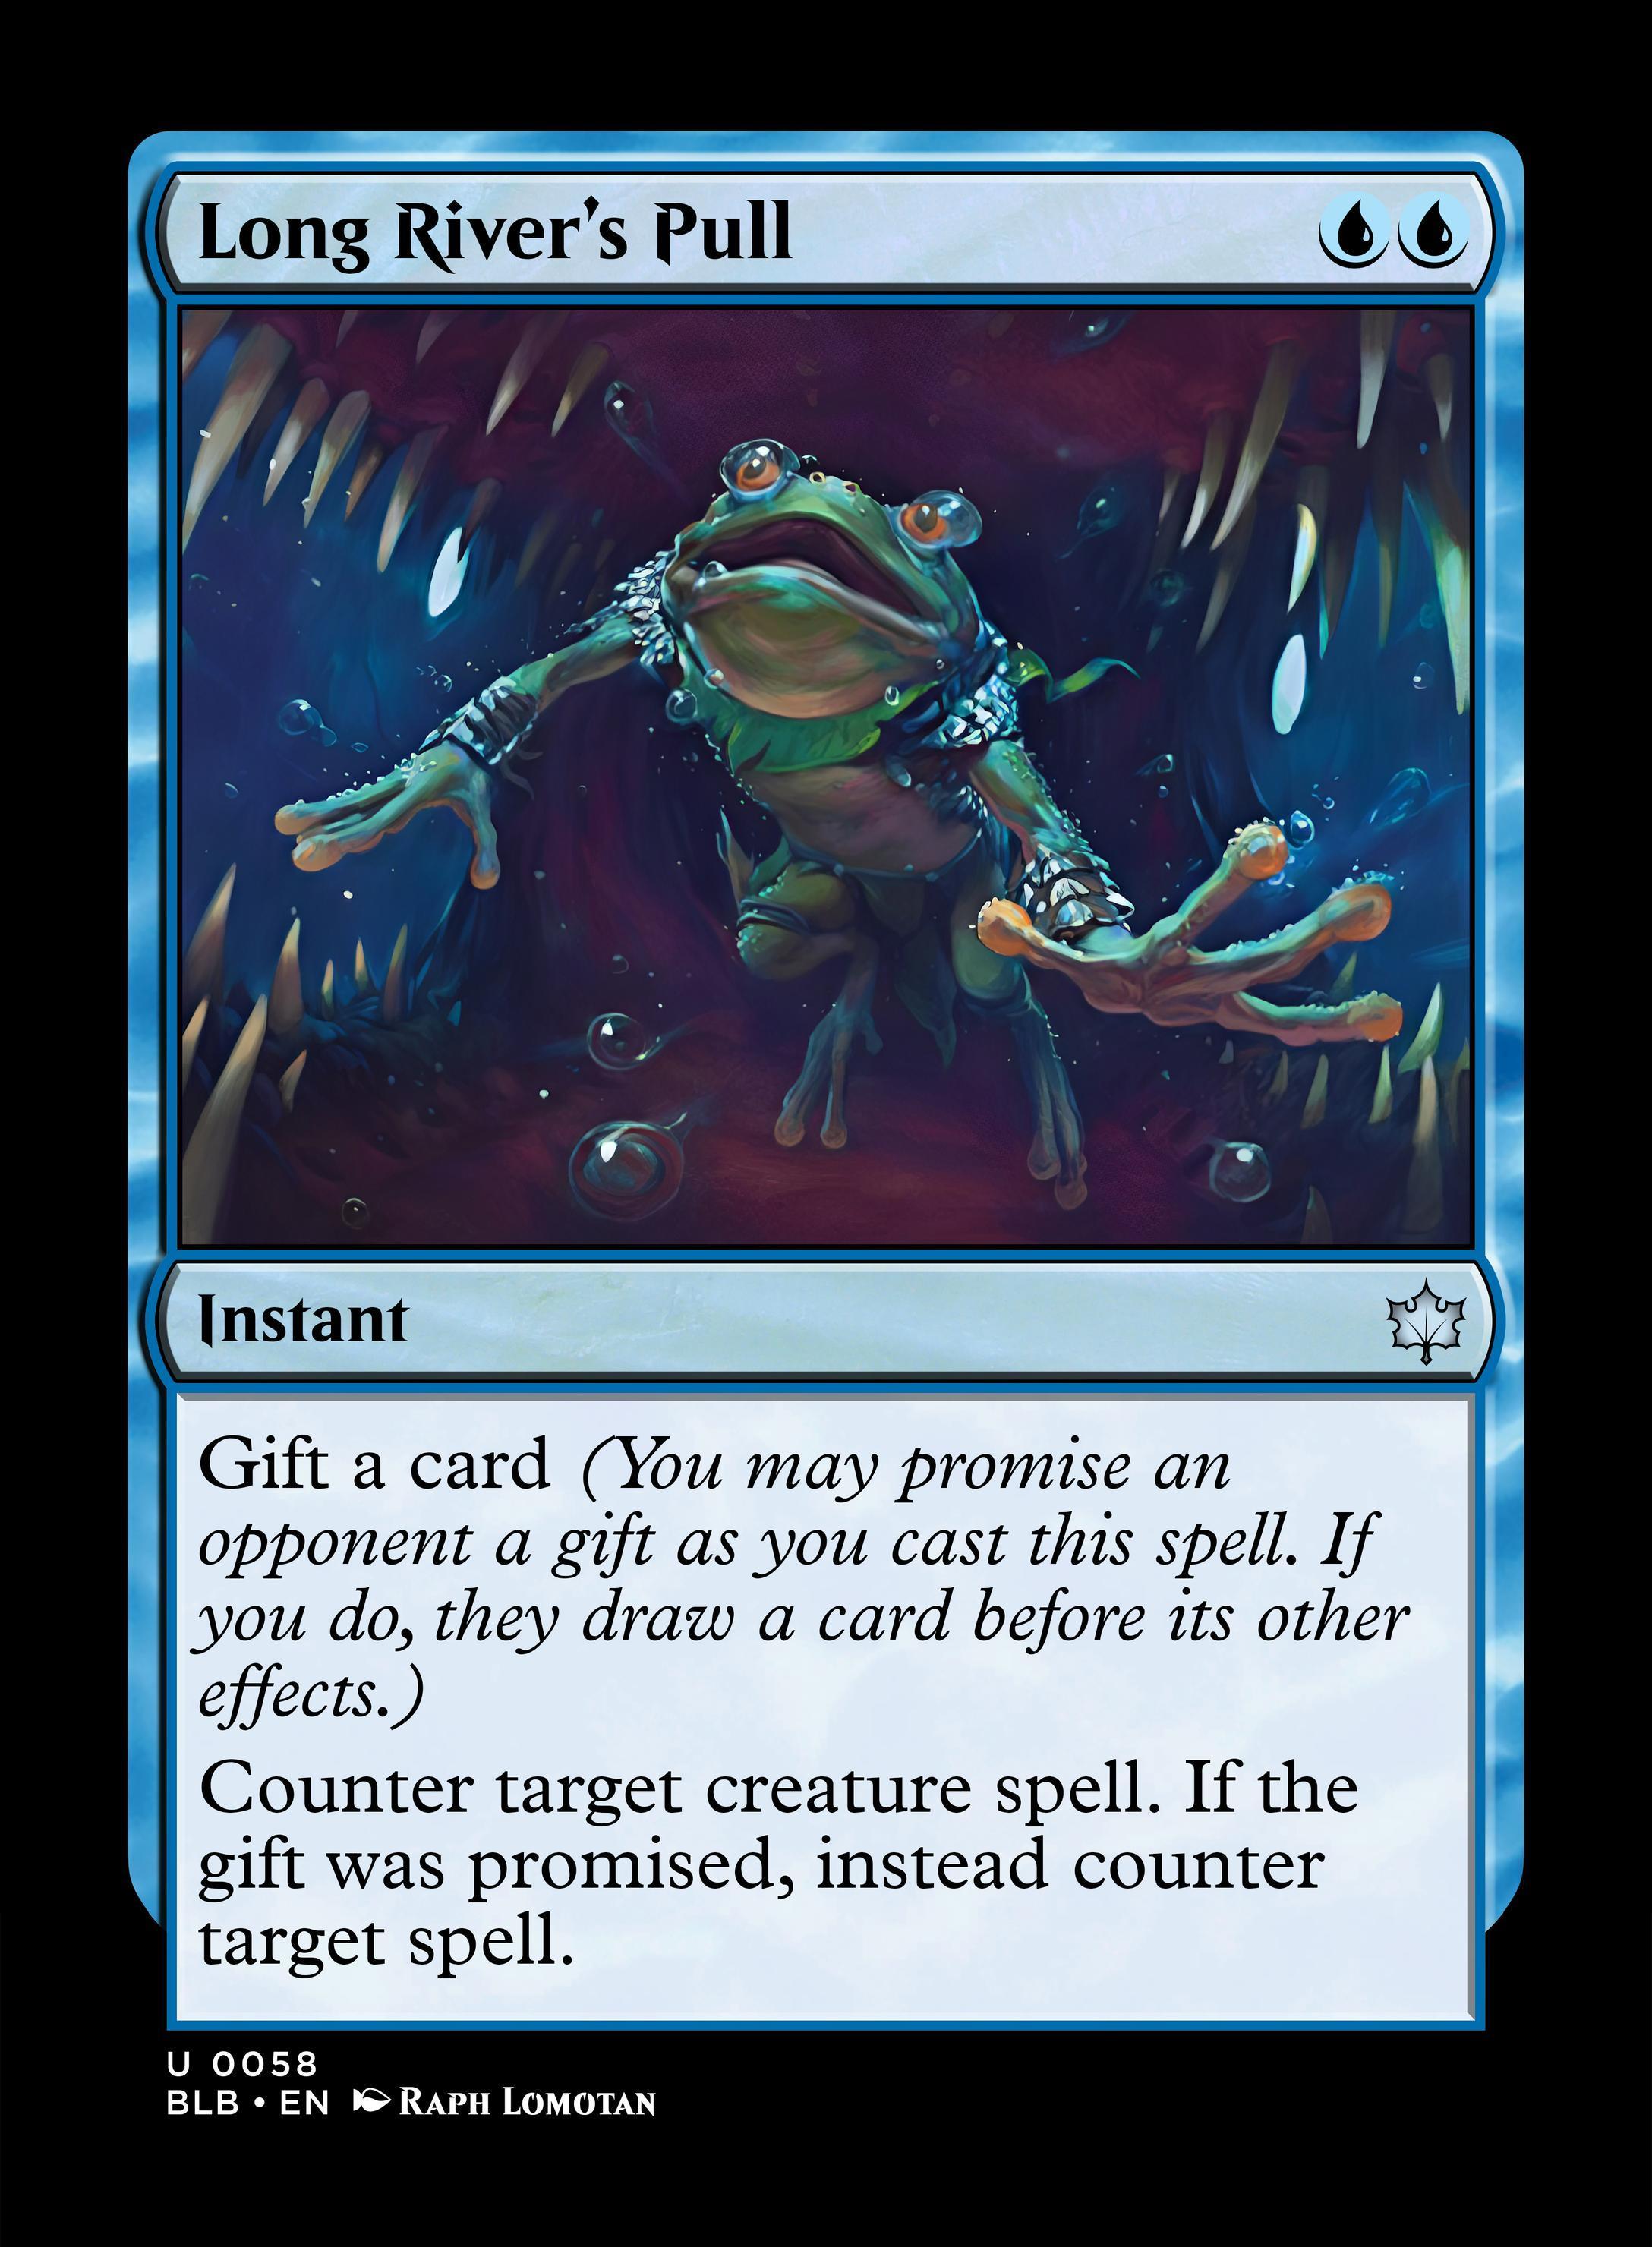 Long River's Pull
Instant
Gift a card (You may promise an
opponent a gift as you cast this spell. If
you do, they draw a card before its other
effects.)
Counter target creature spell. If the
gift was promised, instead counter
target spell.
U 0058
BLB • EN Raph Lomotan